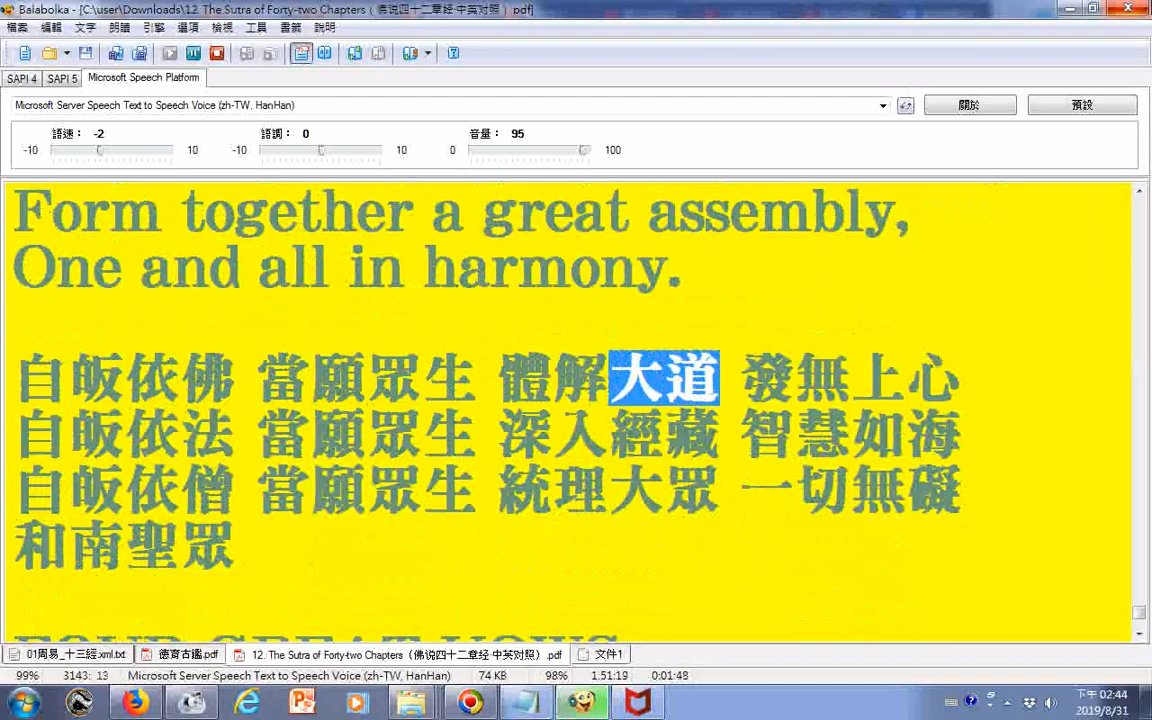 Balabolka - [C:\user\Downloads\12. The Sutra of Forty-two Chapters（佛说四十二章经·中英对照）.pdf]
檔案 編輯 文字 朗讀 引擎 選項 檢視 工具 書籤 說明
SAPI 4 SAPI 5 Microsoft Speech Platform
Microsoft Server Speech Text to Speech Voice (zh-TW, HanHan) 關於 預設
語速： -2 語調： 0 音量： 95
-10 10 -10 10 0 100
Form together a great assembly,
One and all in harmony.
自皈依佛 當願眾生 體解大道 發無上心
自皈依法 當願眾生 深入經藏 智慧如海
自皈依僧 當願眾生 統理大眾 一切無礙
和南聖眾
FOUR GREAT VOWS
01周易_十三經.xml.txt 德育古鑑.pdf 12. The Sutra of Forty-two Chapters（佛说四十二章经·中英对照）.pdf 文件1
99% 3143: 13 Microsoft Server Speech Text to Speech Voice (zh-TW, HanHan) 74 KB 98% 1:51:19 0:01:48
下午 02:44
2019/8/31